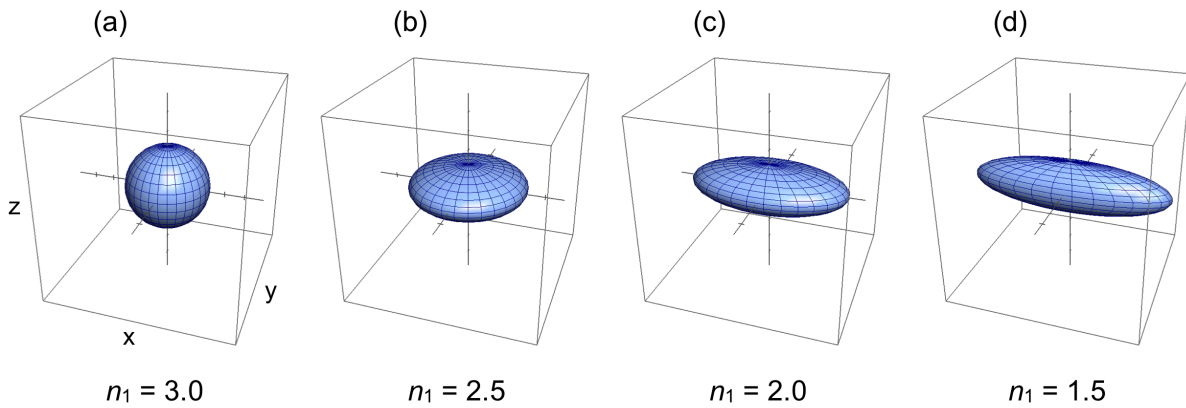 (a) (b) (c) (d)
z
y
x
n₁ = 3.0 n₁ = 2.5 n₁ = 2.0 n₁ = 1.5